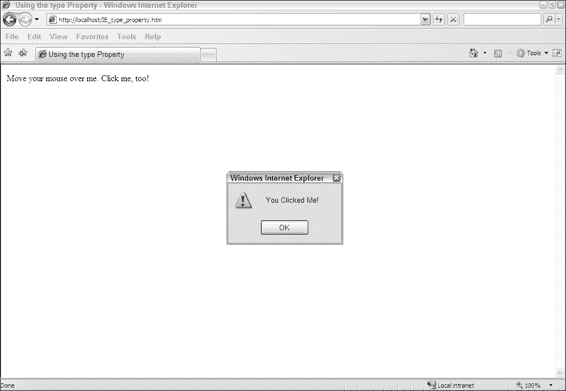 Using the type Property - Windows Internet Explorer
http://localhost/IE_type_property.htm
File Edit View Favorites Tools Help
Using the type Property
Tools
Move your mouse over me. Click me, too!
Windows Internet Explorer
You Clicked Me!
OK
Done
Local intranet
100%